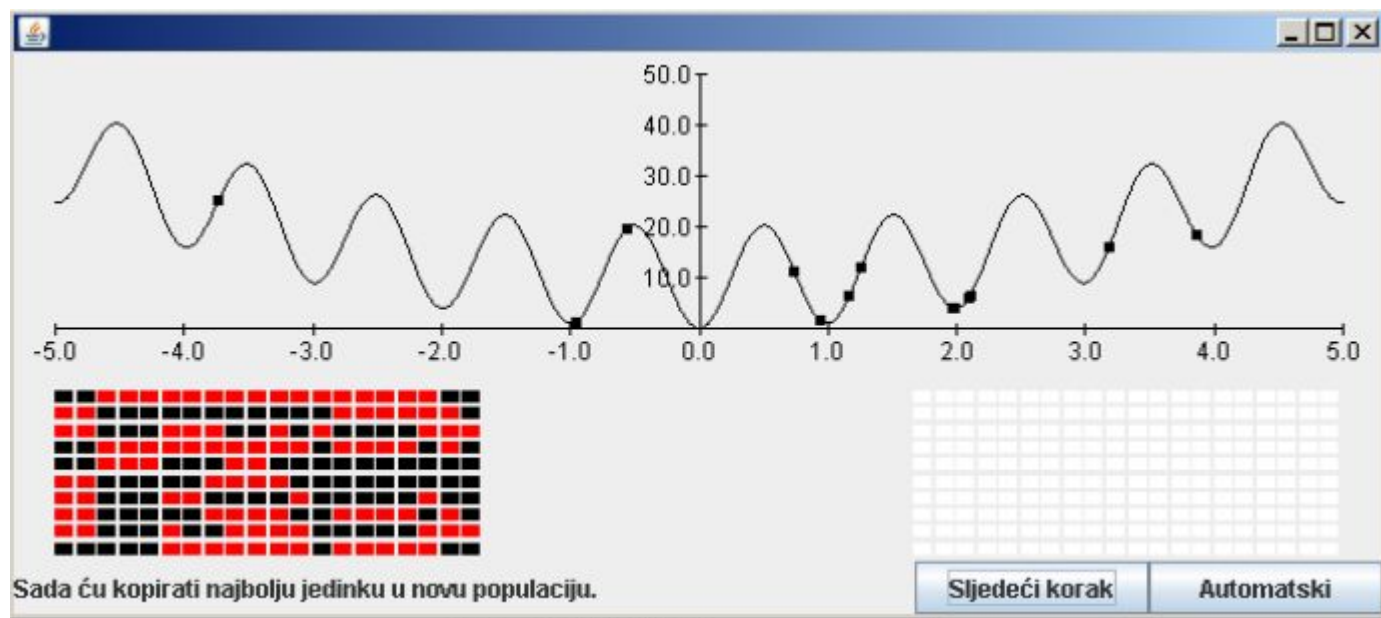 50.0
40.0
30.0
20.0
10.0
-5.0 -4.0 -3.0 -2.0 -1.0 0.0 1.0 2.0 3.0 4.0 5.0
Sada ću kopirati najbolju jedinku u novu populaciju.
Sljedeći korak
Automatski